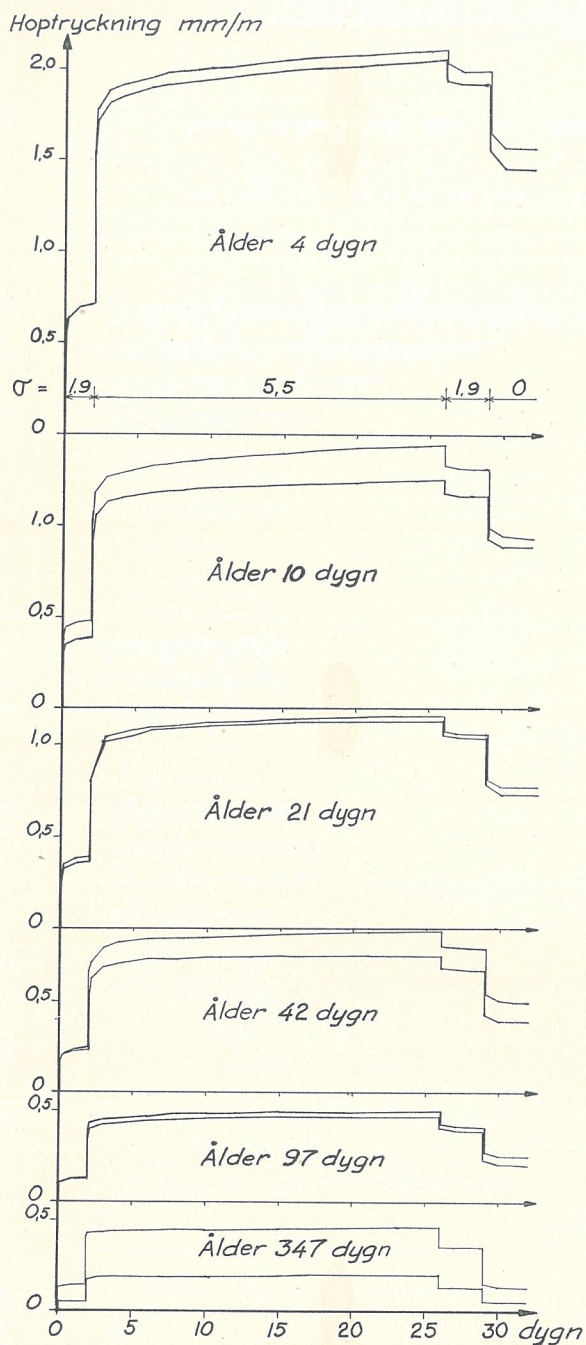 Hoptryckning mm/m
2,0
1,5
1,0
Ålder 4 dygn
0,5
σ = 1.9 5,5 1,9 0
0
1,0
Ålder 10 dygn
0,5
0
1,0
Ålder 21 dygn
0,5
0
0,5
Ålder 42 dygn
0
0,5
Ålder 97 dygn
0
0,5
Ålder 347 dygn
0
0 5 10 15 20 25 30 dygn